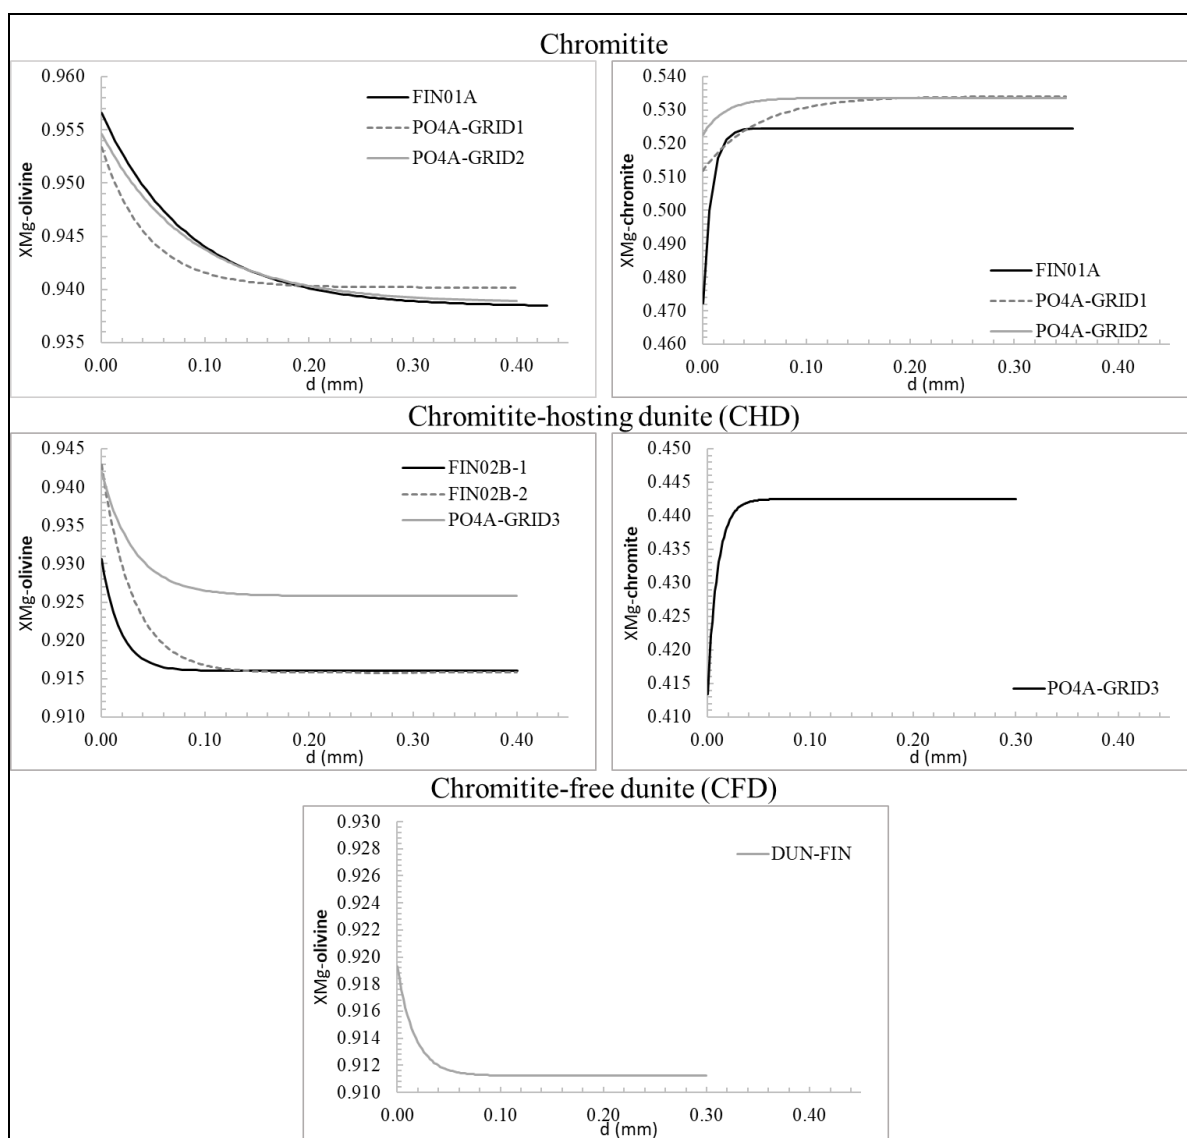 Chromitite
0.960
0.955
0.950
0.945
0.940
0.935
XMg-olivine
0.00 0.10 0.20 0.30 0.40
d (mm)
FIN01A
PO4A-GRID1
PO4A-GRID2
0.540
0.530
0.520
0.510
0.500
0.490
0.480
0.470
0.460
XMg-chromite
0.00 0.10 0.20 0.30 0.40
d (mm)
FIN01A
PO4A-GRID1
PO4A-GRID2
Chromitite-hosting dunite (CHD)
0.945
0.940
0.935
0.930
0.925
0.920
0.915
0.910
XMg-olivine
0.00 0.10 0.20 0.30 0.40
d (mm)
FIN02B-1
FIN02B-2
PO4A-GRID3
0.450
0.445
0.440
0.435
0.430
0.425
0.420
0.415
0.410
XMg-chromite
0.00 0.10 0.20 0.30 0.40
d (mm)
PO4A-GRID3
Chromitite-free dunite (CFD)
0.930
0.928
0.926
0.924
0.922
0.920
0.918
0.916
0.914
0.912
0.910
XMg-olivine
0.00 0.10 0.20 0.30 0.40
d (mm)
DUN-FIN